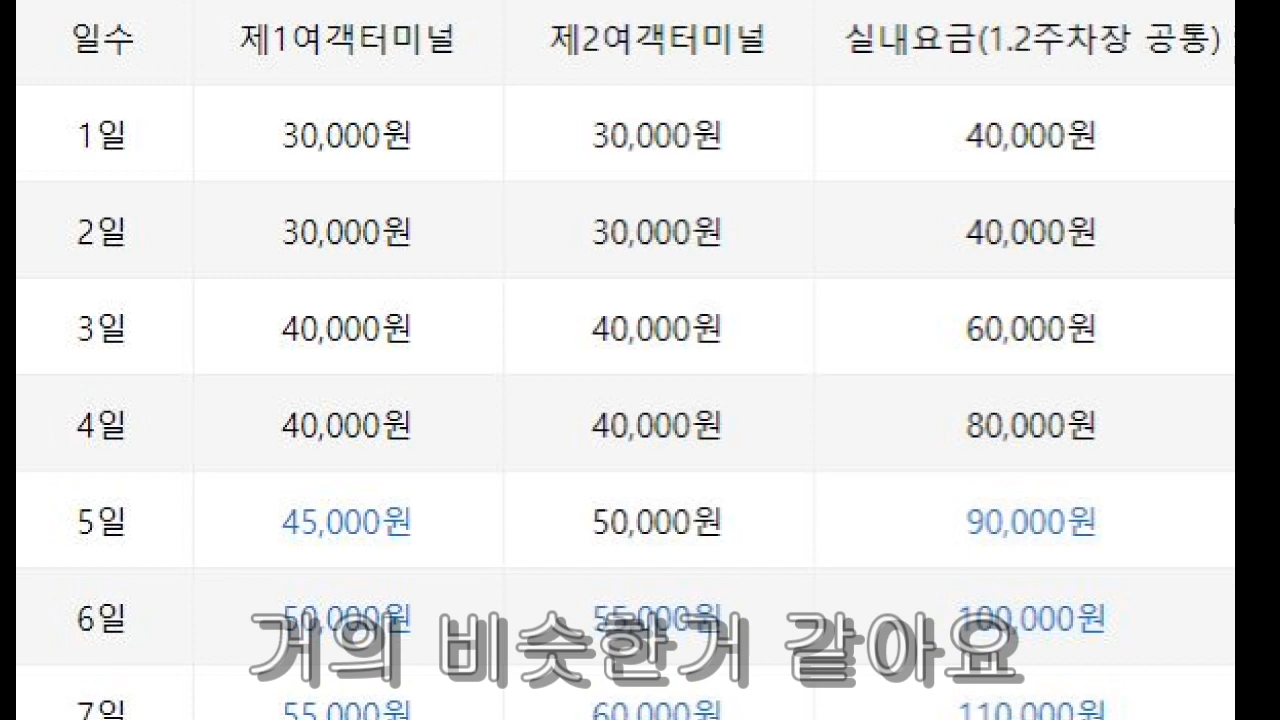 일수 제1여객터미널 제2여객터미널 실내요금(1.2주차장 공통)
1일 30,000원 30,000원 40,000원
2일 30,000원 30,000원 40,000원
3일 40,000원 40,000원 60,000원
4일 40,000원 40,000원 80,000원
5일 45,000원 50,000원 90,000원
6일 50,000원 55,000원 100,000원
거의 비슷한거 같아요
7일 55,000원 60,000원 110,000원